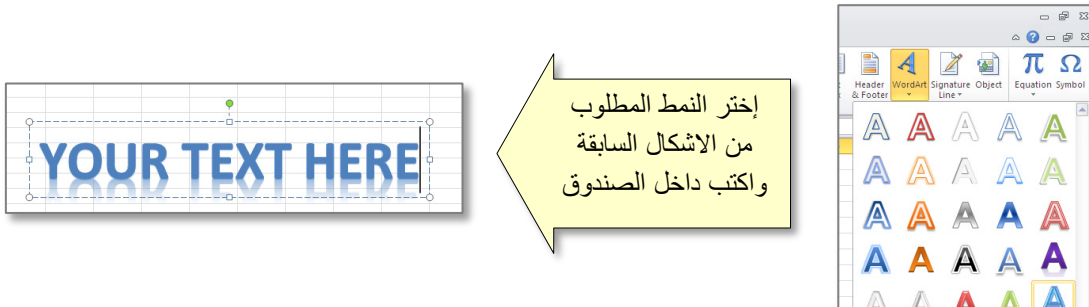 Header & Footer
WordArt
Signature Line
Object
Equation
Symbol
إختر النمط المطلوب
من الاشكال السابقة
واكتب داخل الصندوق
YOUR TEXT HERE